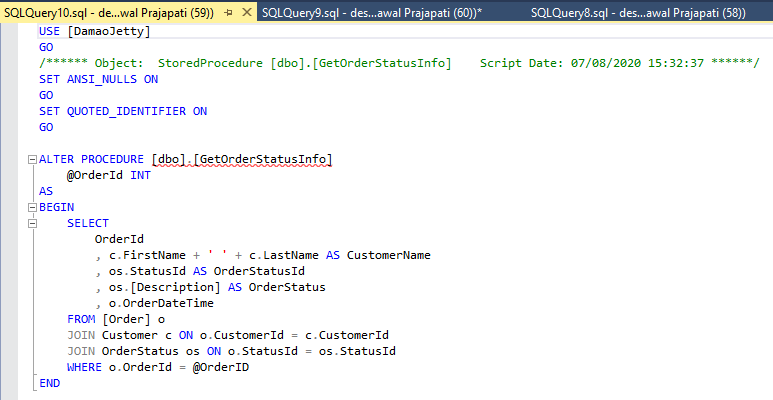 SQLQuery10.sql - de...awal Prajapati (59)) SQLQuery9.sql - des...awal Prajapati (60))* SQLQuery8.sql - des...awal Prajapati (58))
USE [DamaoJetty]
GO
/****** Object:  StoredProcedure [dbo].[GetOrderStatusInfo]    Script Date: 07/08/2020 15:32:37 ******/
SET ANSI_NULLS ON
GO
SET QUOTED_IDENTIFIER ON
GO
ALTER PROCEDURE [dbo].[GetOrderStatusInfo]
@OrderId INT
AS
BEGIN
SELECT
OrderId
, c.FirstName + ' ' + c.LastName AS CustomerName
, os.StatusId AS OrderStatusId
, os.[Description] AS OrderStatus
, o.OrderDateTime
FROM [Order] o
JOIN Customer c ON o.CustomerId = c.CustomerId
JOIN OrderStatus os ON o.StatusId = os.StatusId
WHERE o.OrderId = @OrderID
END